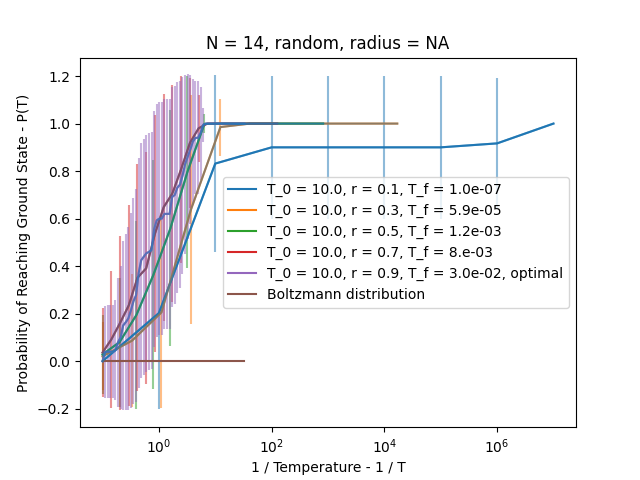 N = 14, random, radius = NA
Probability of Reaching Ground State - P(T)
1.2
1.0
0.8
0.6
0.4
0.2
0.0
−0.2
T_0 = 10.0, r = 0.1, T_f = 1.0e-07
T_0 = 10.0, r = 0.3, T_f = 5.9e-05
T_0 = 10.0, r = 0.5, T_f = 1.2e-03
T_0 = 10.0, r = 0.7, T_f = 8.e-03
T_0 = 10.0, r = 0.9, T_f = 3.0e-02, optimal
Boltzmann distribution
10⁰ 10² 10⁴ 10⁶
1 / Temperature - 1 / T